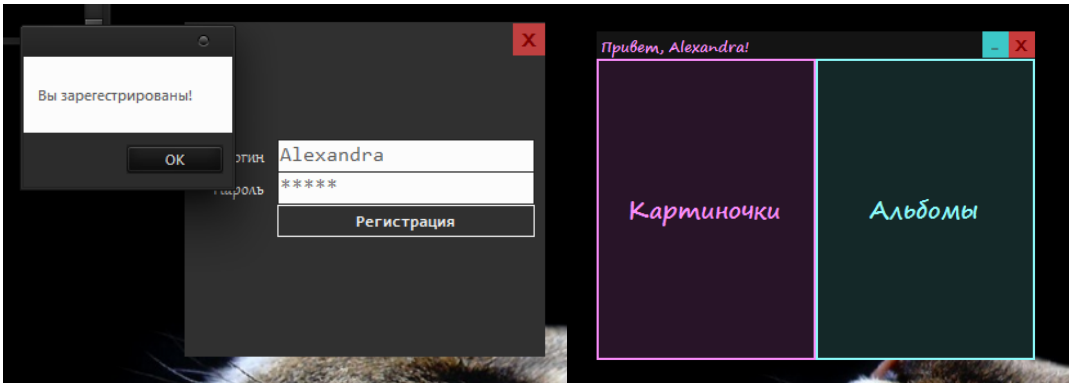 X
Вы зарегестрированы!
OK
Alexandra
*****
Регистрация
Привет, Alexandra!
_ X
Картиночки
Альбомы